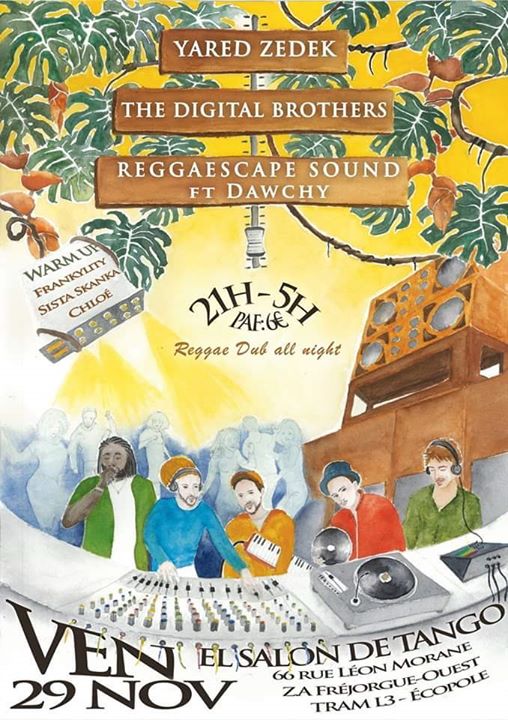 YARED ZEDEK
THE DIGITAL BROTHERS
REGGAESCAPE SOUND
FT DAWCHY
WARM UP
FRANKYLITY
SISTA SKANKA
CHLOÉ
21H - 5H
PAF: 6€
Reggae Dub all night
VEN
29 NOV
EL SALON DE TANGO
66 RUE LÉON MORANE
ZA FRÉJORGUE-OUEST
TRAM L3 - ÉCOPOLE